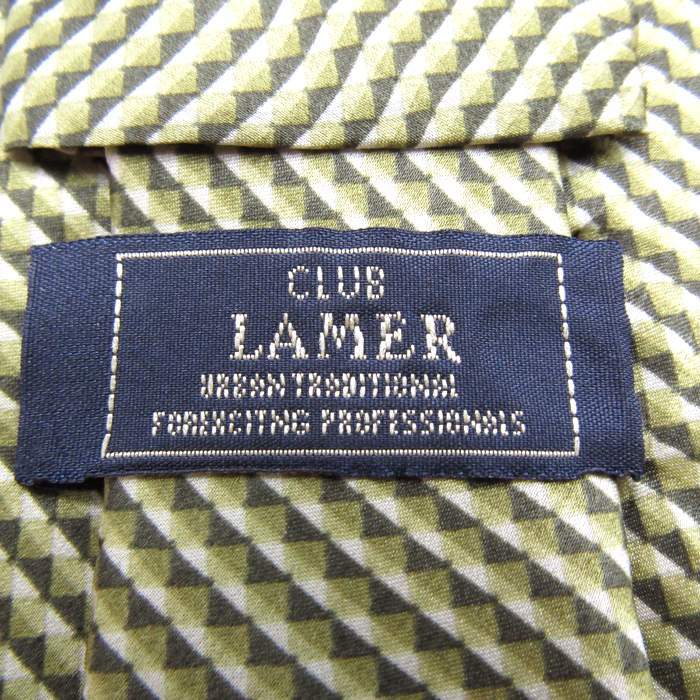 CLUB
LAMER
URBAN TRADITIONAL
FOREXCITING PROFESSIONALS